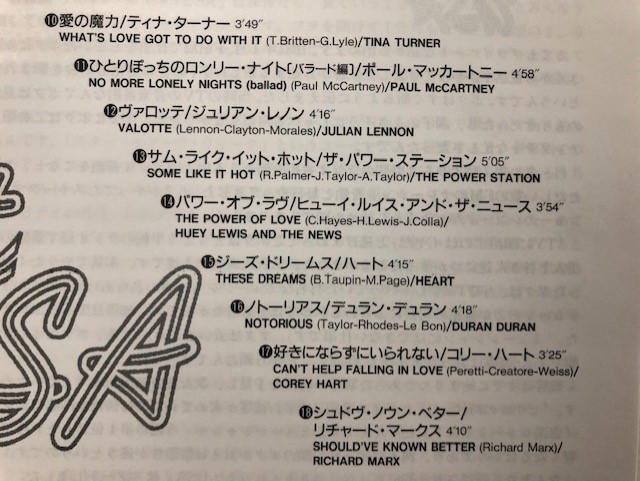 ⑩愛の魔力/ティナ・ターナー 3′49″
WHAT'S LOVE GOT TO DO WITH IT (T.Britten-G.Lyle)/TINA TURNER
⑪ひとりぼっちのロンリー・ナイト[バラード編]/ポール・マッカートニー 4′58″
NO MORE LONELY NIGHTS (ballad) (Paul McCartney)/PAUL McCARTNEY
⑫ヴァロッテ/ジュリアン・レノン 4′16″
VALOTTE (Lennon-Clayton-Morales)/JULIAN LENNON
⑬サム・ライク・イット・ホット/ザ・パワー・ステーション 5′05″
SOME LIKE IT HOT (R.Palmer-J.Taylor-A.Taylor)/THE POWER STATION
⑭パワー・オブ・ラヴ/ヒューイ・ルイス・アンド・ザ・ニュース 3′54″
THE POWER OF LOVE (C.Hayes-H.Lewis-J.Colla)/
HUEY LEWIS AND THE NEWS
⑮ジーズ・ドリームス/ハート 4′15″
THESE DREAMS (B.Taupin-M.Page)/HEART
⑯ノトーリアス/デュラン・デュラン 4′18″
NOTORIOUS (Taylor-Rhodes-Le Bon)/DURAN DURAN
⑰好きにならずにいられない/コリー・ハート 3′25″
CAN'T HELP FALLING IN LOVE (Peretti-Creatore-Weiss)/
COREY HART
⑱シュドヴ・ノウン・ベター/
リチャード・マークス 4′10″
SHOULD'VE KNOWN BETTER (Richard Marx)/
RICHARD MARX
SA